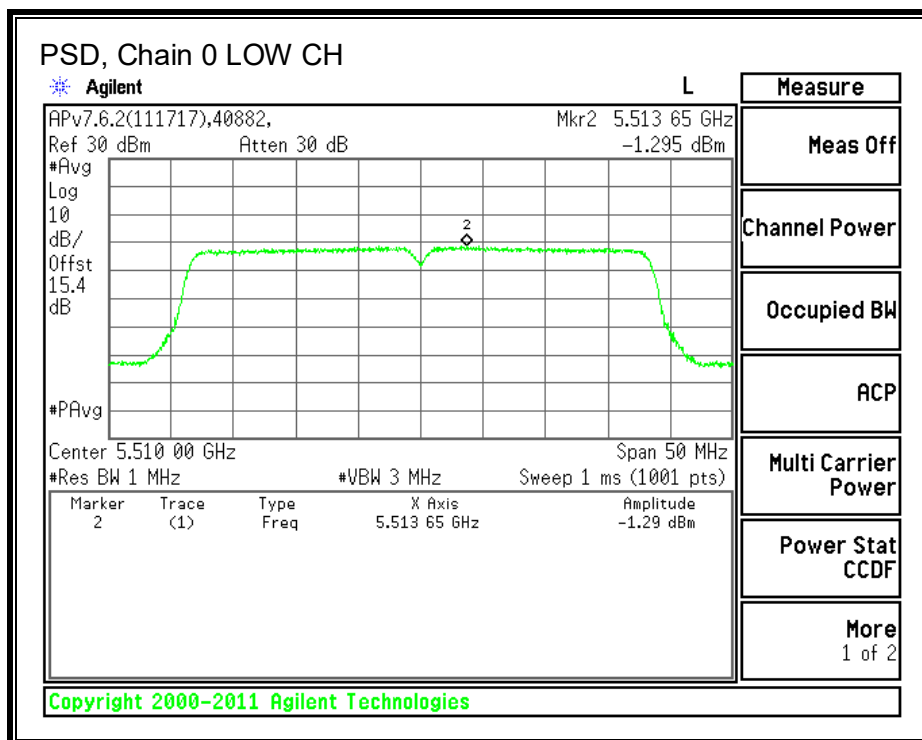 PSD, Chain 0 LOW CH
Agilent
L
APv7.6.2(111717),40882,
Mkr2 5.513 65 GHz
Ref 30 dBm
Atten 30 dB
-1.295 dBm
#Avg
Log
10
dB/
Offst
15.4
dB
2
#PAvg
Center 5.510 00 GHz
Span 50 MHz
#Res BW 1 MHz
#VBW 3 MHz
Sweep 1 ms (1001 pts)
Marker Trace Type X Axis Amplitude
2 (1) Freq 5.513 65 GHz -1.29 dBm
Measure
Meas Off
Channel Power
Occupied BW
ACP
Multi Carrier
Power
Power Stat
CCDF
More
1 of 2
Copyright 2000-2011 Agilent Technologies